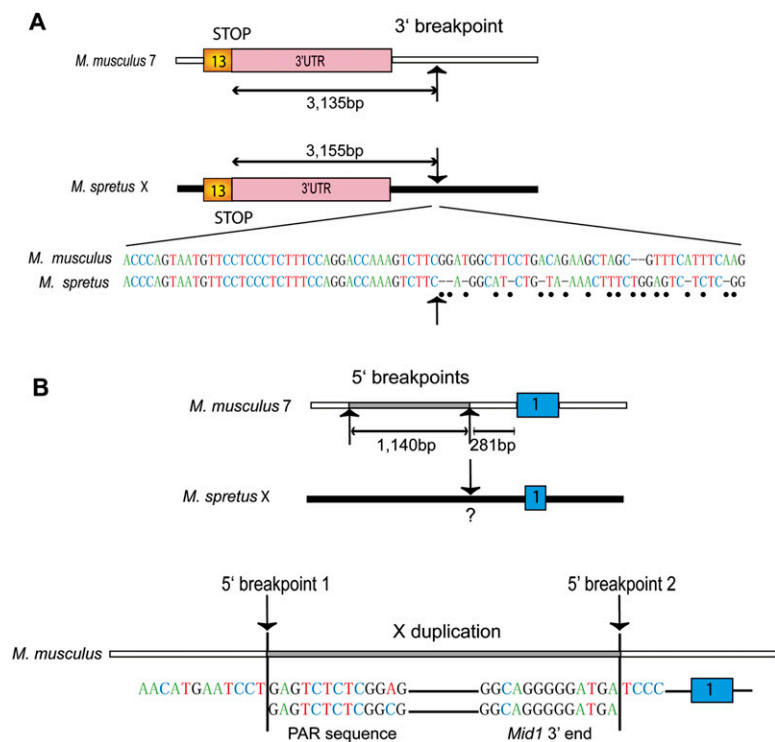 A
STOP
3‘ breakpoint
M. musculus 7
13
3'UTR
3,135bp
3,155bp
M. spretus X
13
3'UTR
STOP
M. musculus ACCCAGTAATGTTCCTCCCTCTTTCCAGGACCAAAGTCTTCGGATGGCTTCCTGACAGAAGCTAGC--GTTTCATTTCAAG
M. spretus ACCCAGTAATGTTCCTCCCTCTTTCCAGGACCAAAGTCTTC--A-GGCAT-CTG-TA-AAACTTTCTGGAGTC-TCTC-GG
B
5‘ breakpoints
M. musculus 7
1
1,140bp
281bp
M. spretus X
1
?
5‘ breakpoint 1
5' breakpoint 2
X duplication
M. musculus
AACATGAATCCTGAGTCTCTCGGAG GGCAGGGGGATGATCCC 1
GAGTCTCTCGGCG GGCAGGGGGATGA
PAR sequence
Mid1 3' end